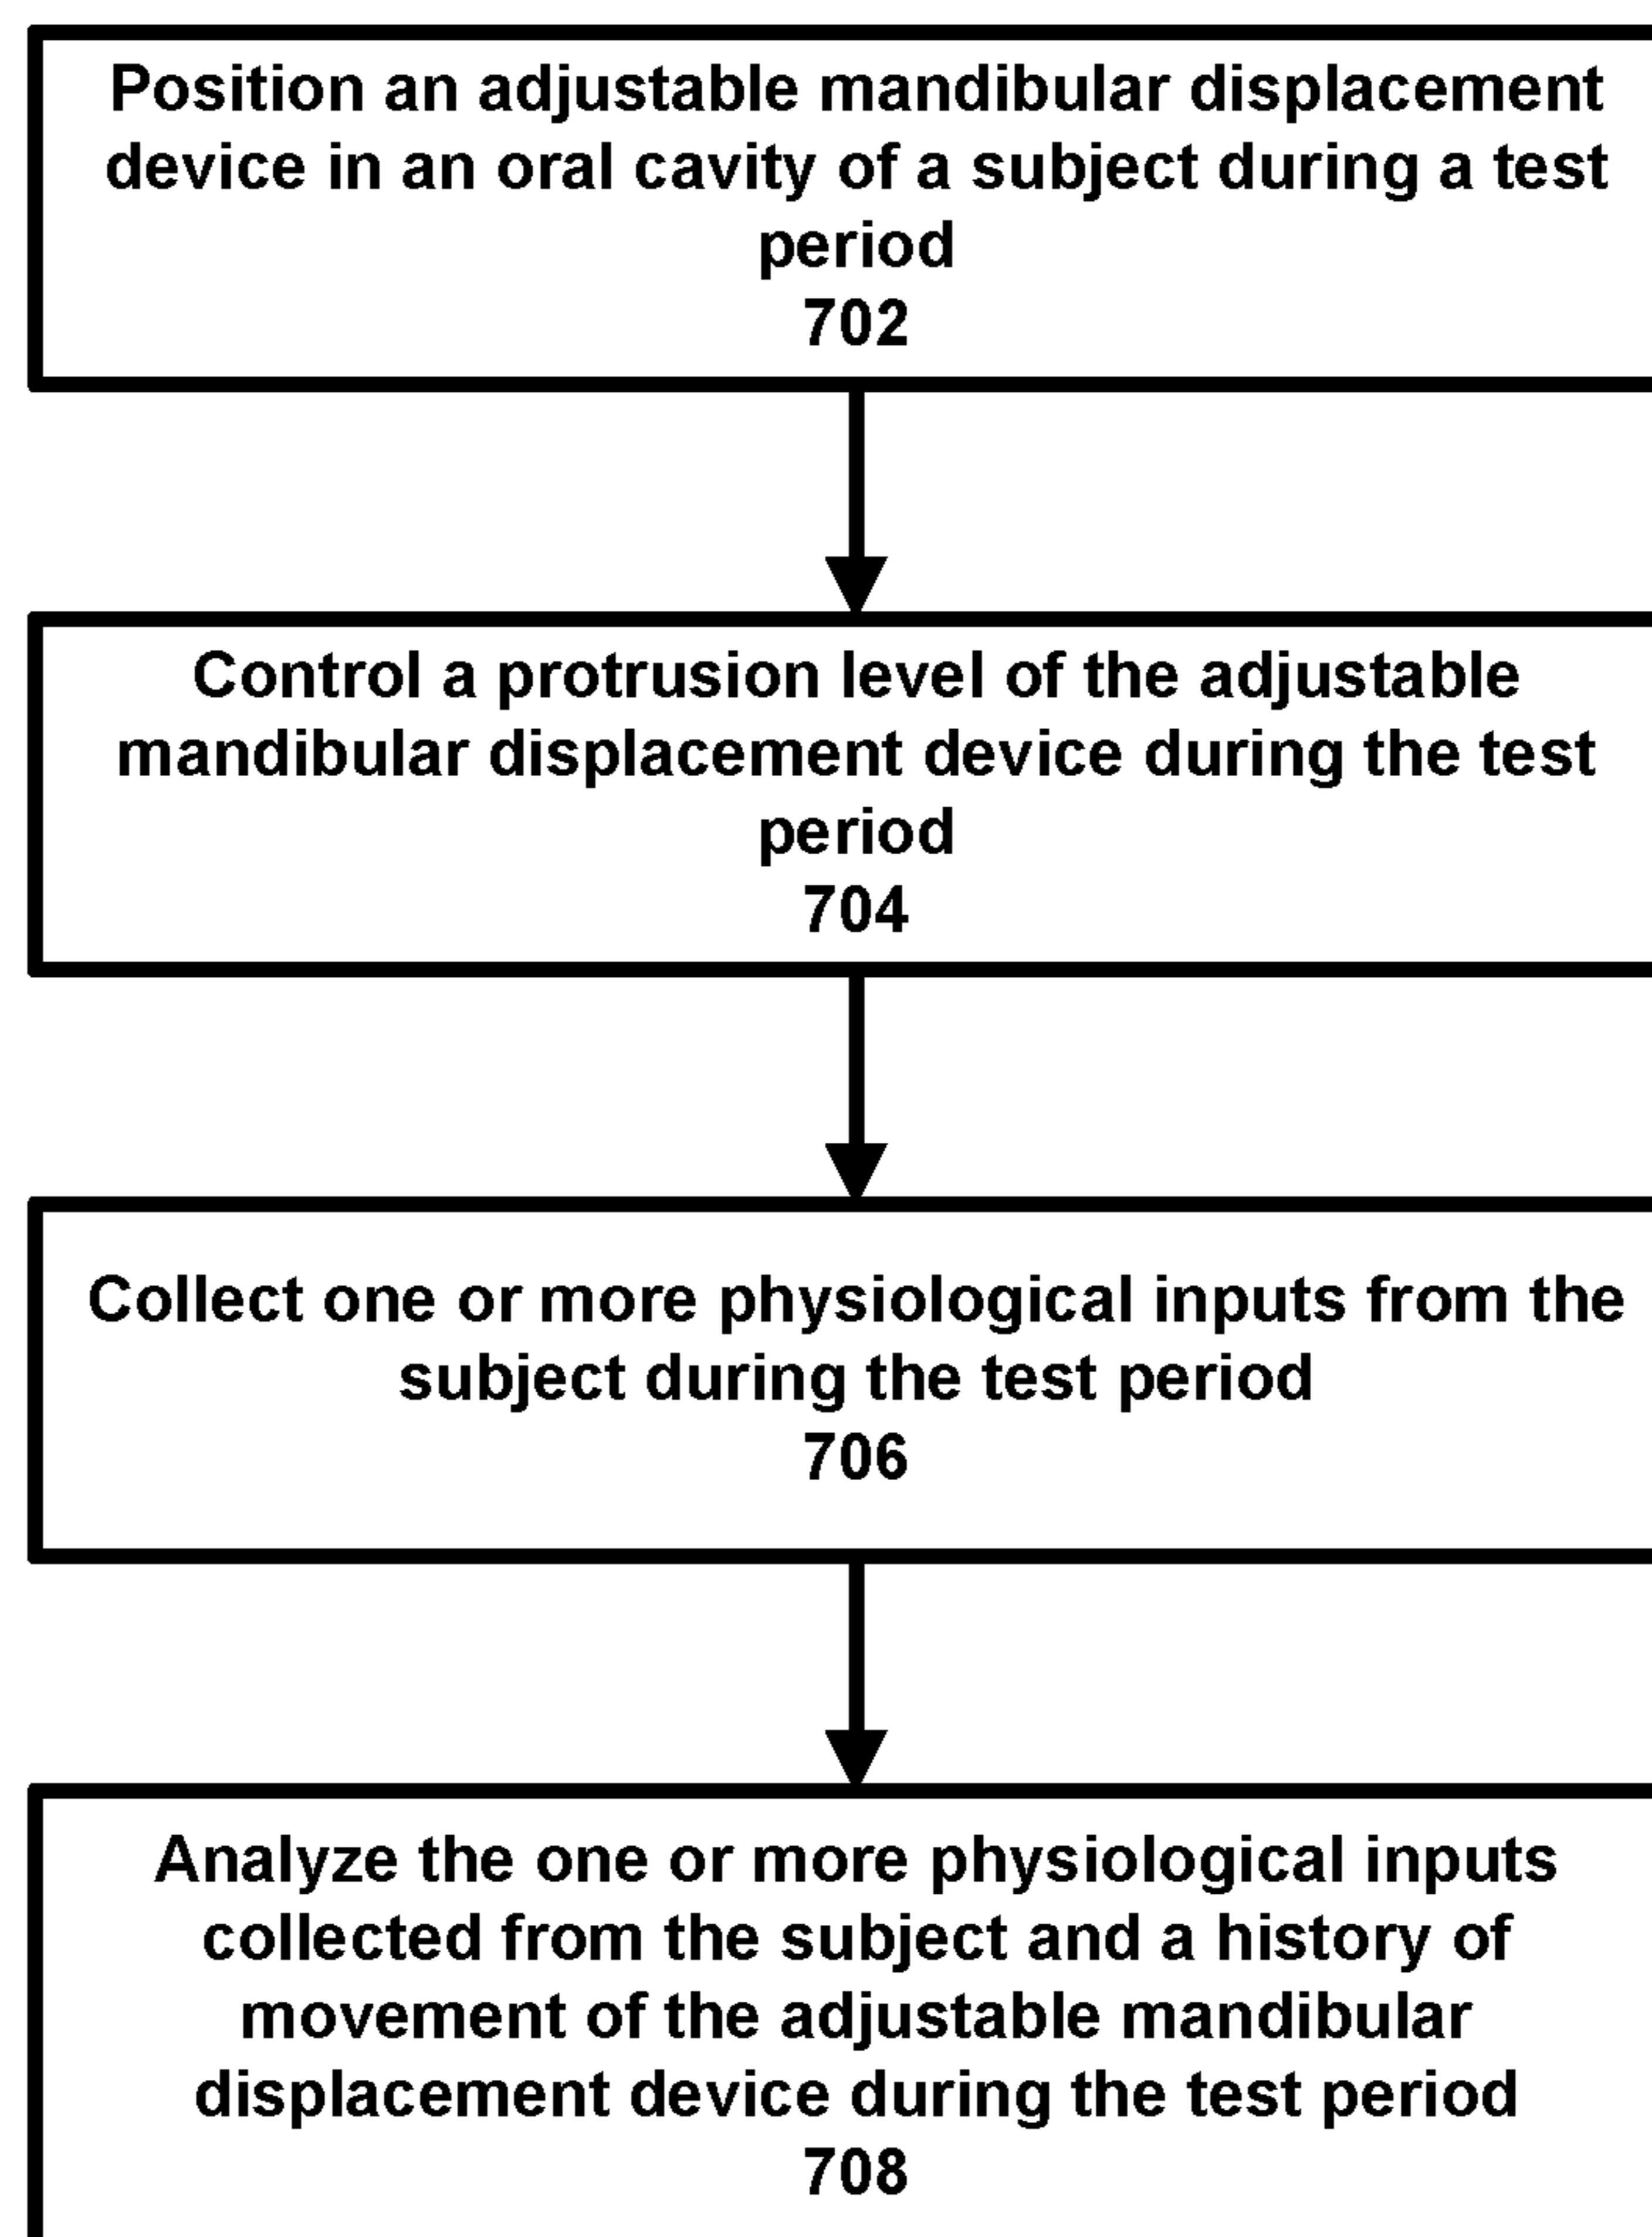 Position an adjustable mandibular displacement
device in an oral cavity of a subject during a test
period
702
Control a protrusion level of the adjustable
mandibular displacement device during the test
period
704
Collect one or more physiological inputs from the
subject during the test period
706
Analyze the one or more physiological inputs
collected from the subject and a history of
movement of the adjustable mandibular
displacement device during the test period
708